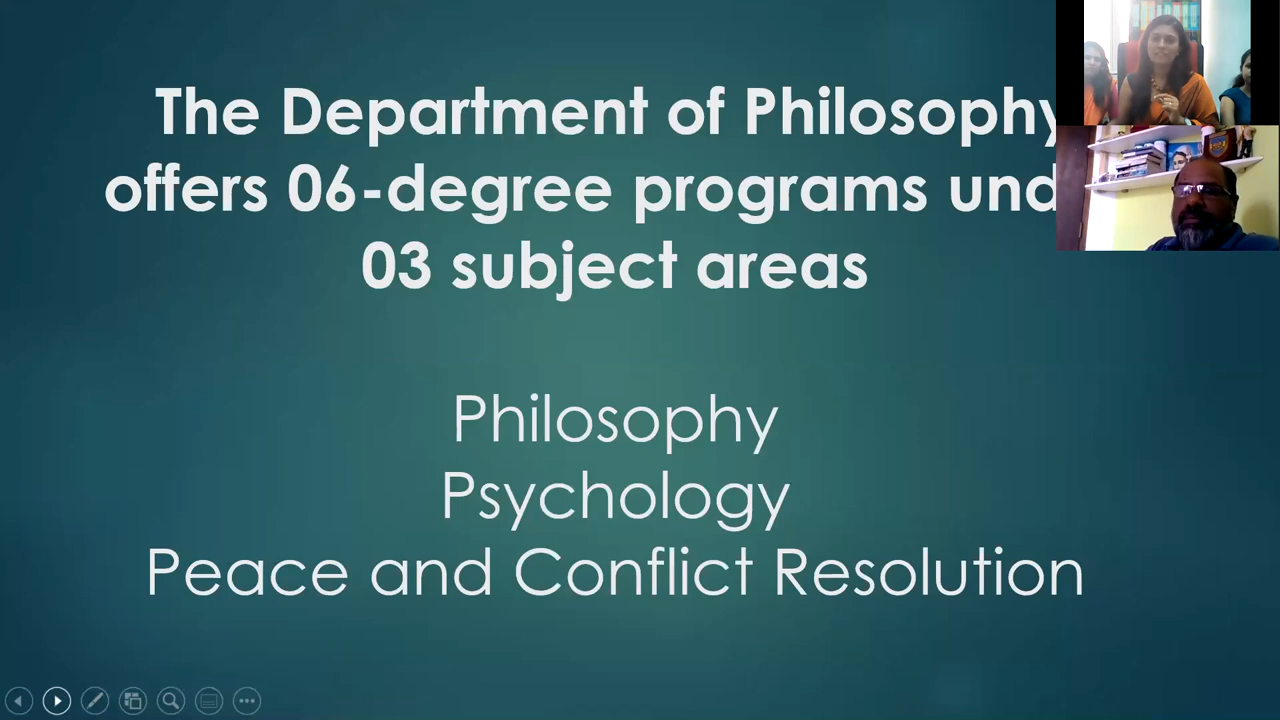 The Department of Philosophy
offers 06-degree programs und
03 subject areas
Philosophy
Psychology
Peace and Conflict Resolution